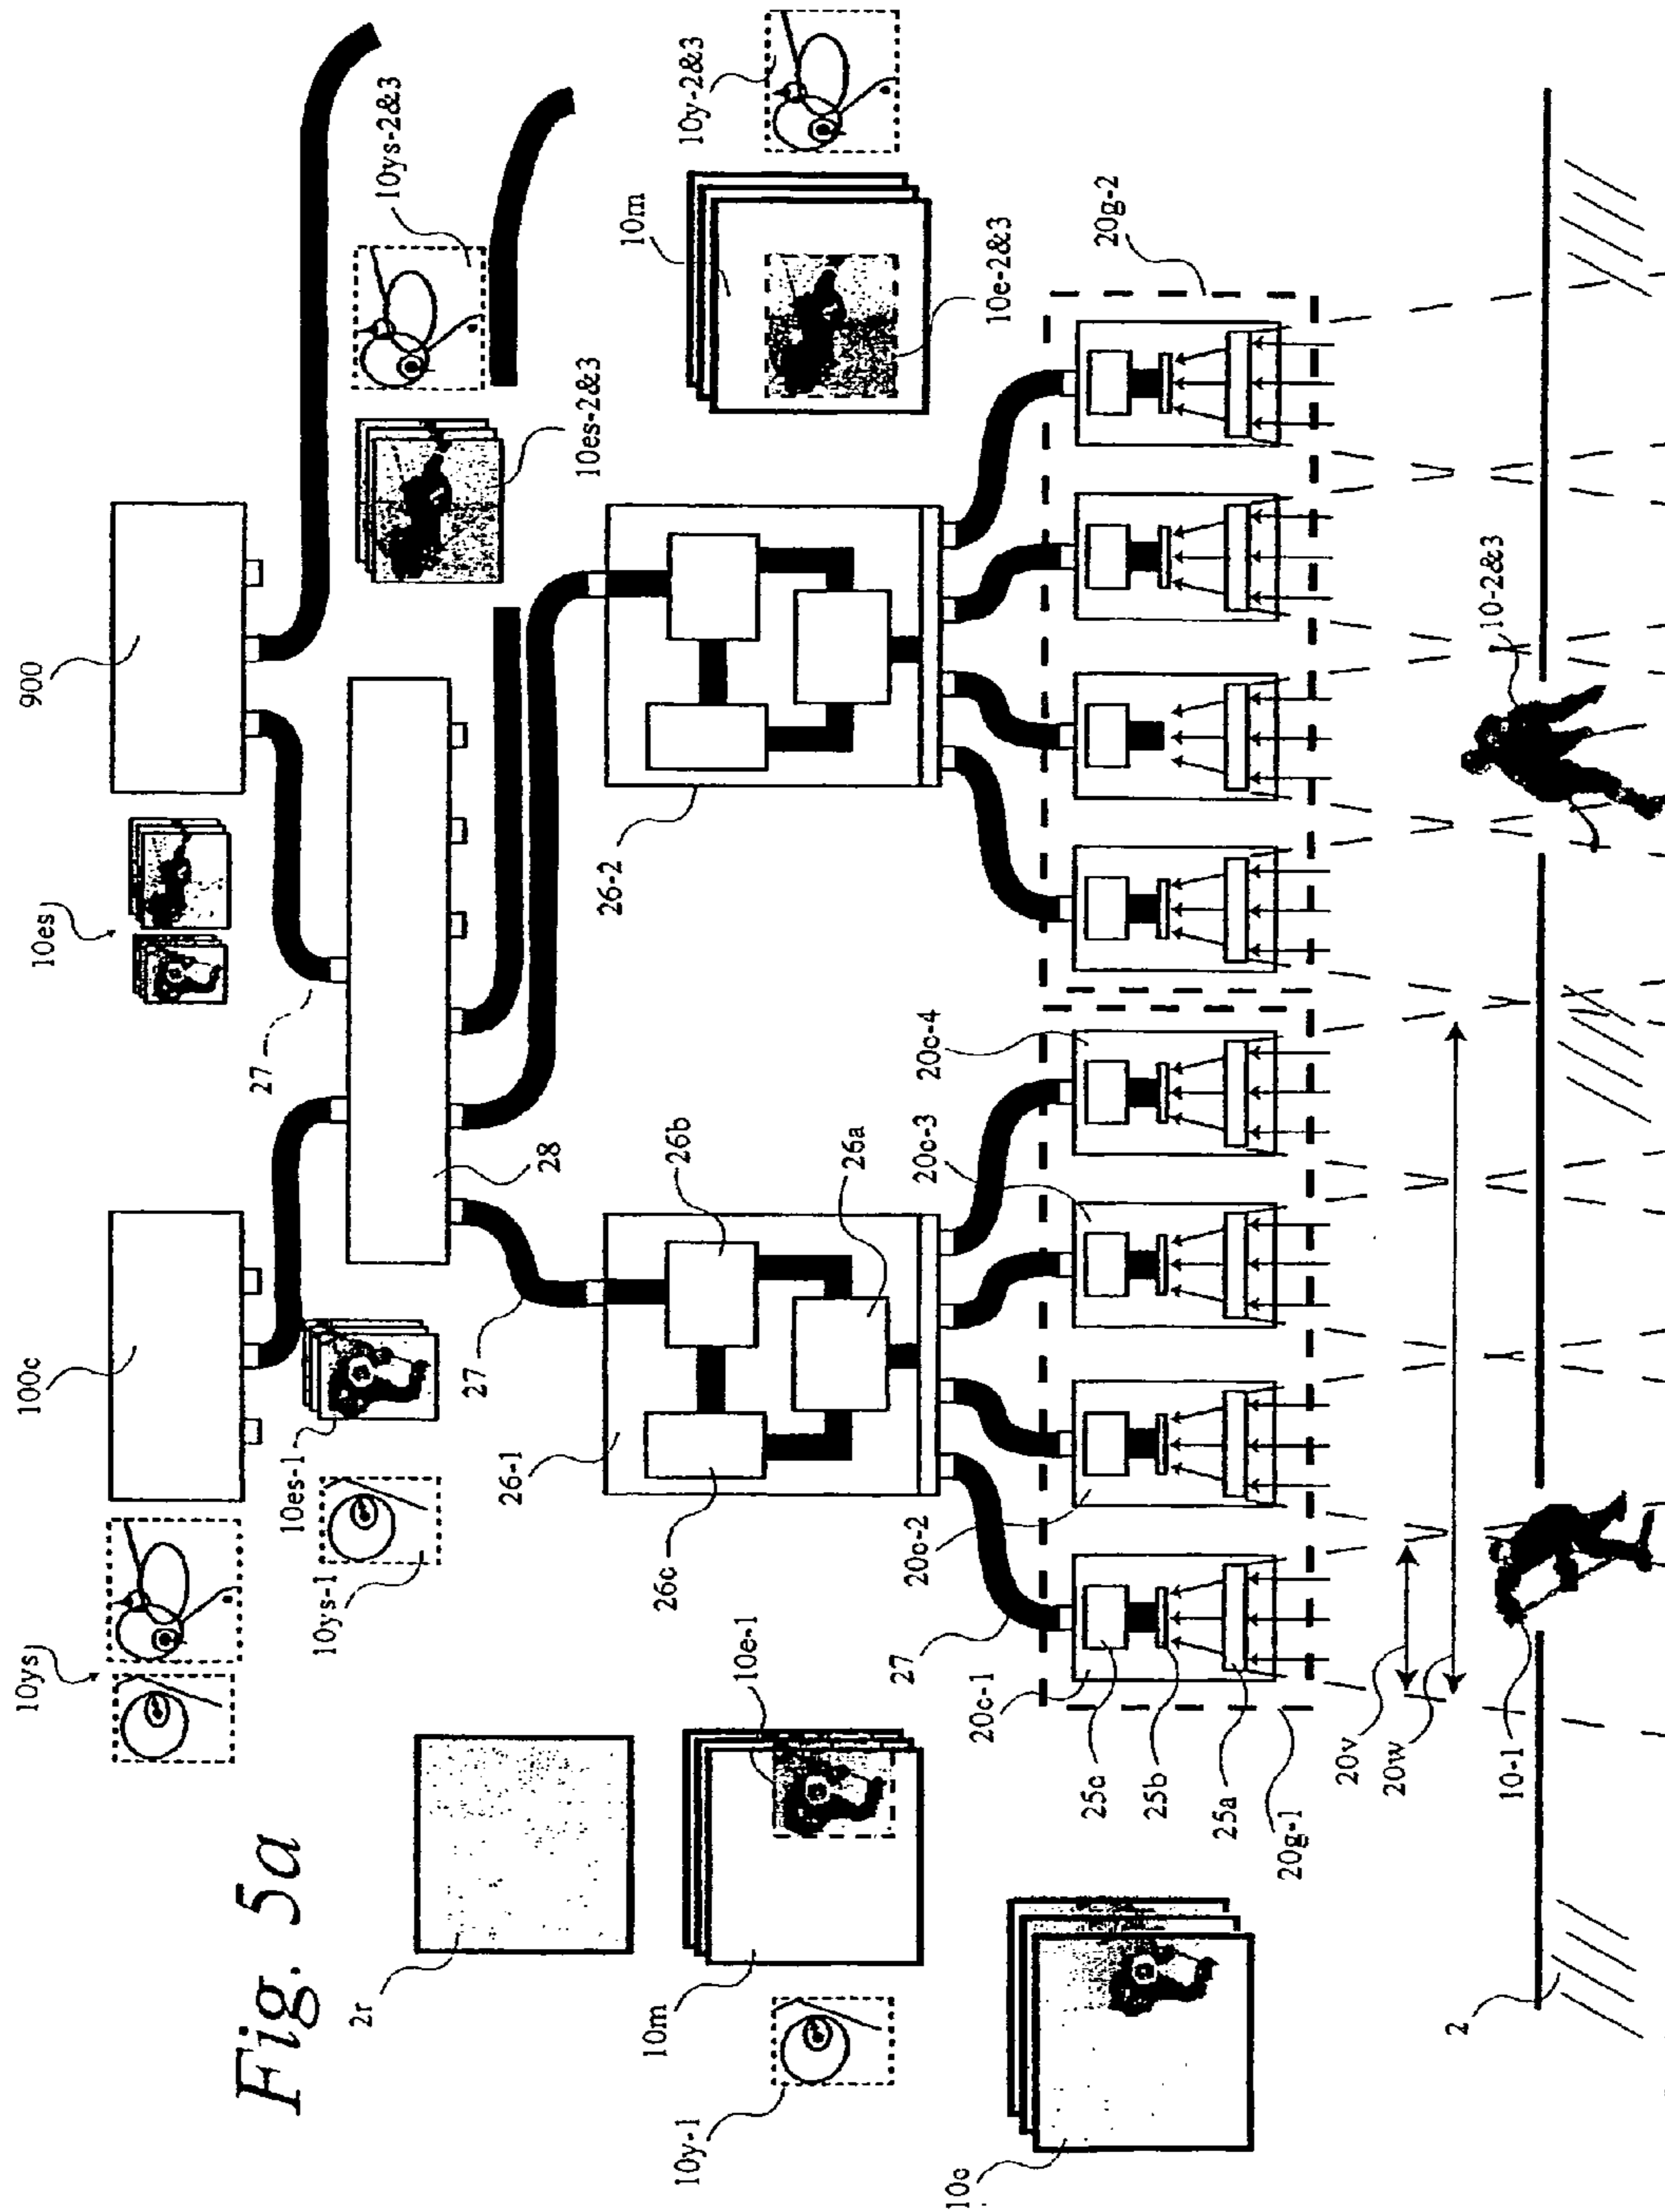 Fig. 5a
10ys
100c
10es
900
10es-1
27
10ys-1
10ys-2&3
2r
27
28
10es-2&3
26-1
26-2
10m
26c
26b
10m
10y-2&3
10y-1
10e-1
26a
27
20c-2
20c-3
20c-4
10e-2&3
20c-1
10c
25c
25b
25a
20g-1
20g-2
20v
20w
2
10-1
10-2&3